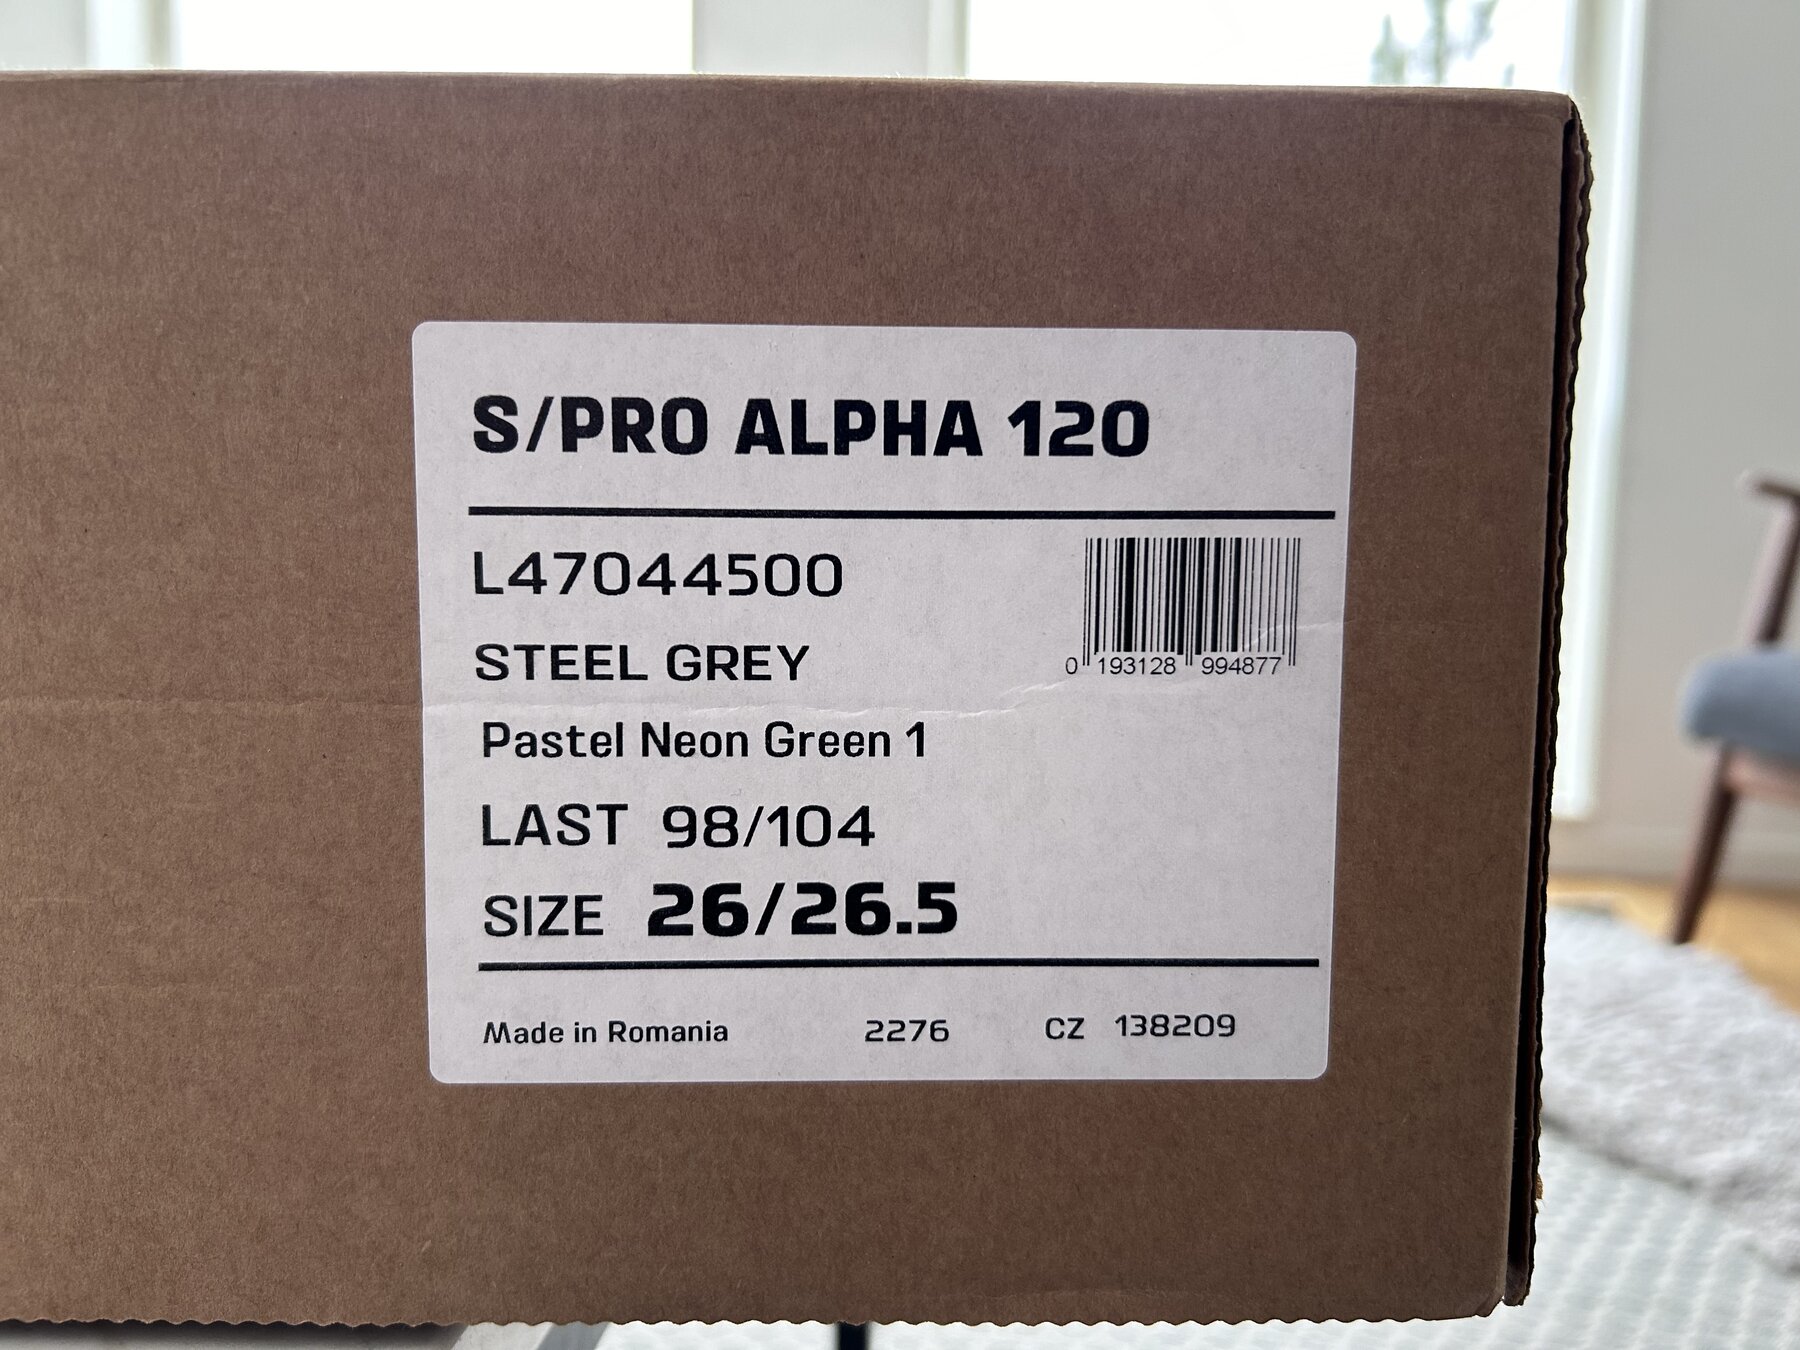 S/PRO ALPHA 120
L47044500
STEEL GREY
0 193128 994877
Pastel Neon Green 1
LAST 98/104
SIZE 26/26.5
Made in Romania 2276 CZ 138209